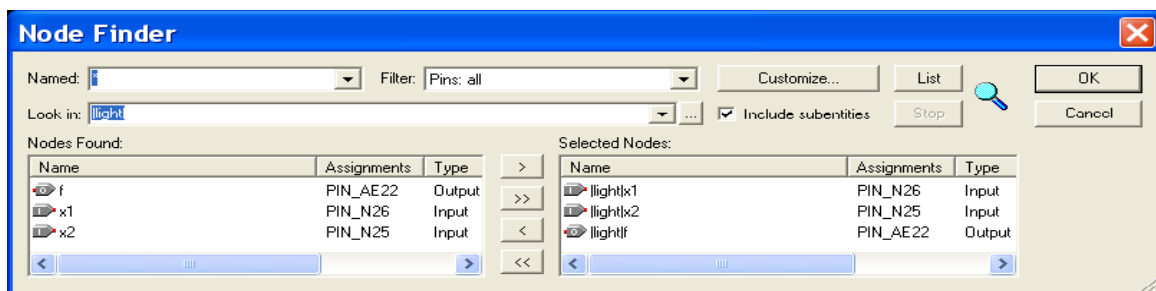 Node Finder
Named: * Filter: Pins: all Customize... List OK
Look in: |light| ... Include subentities Stop Cancel
Nodes Found: Selected Nodes:
Name Assignments Type > Name Assignments Type
f PIN_AE22 Output >> |light|x1 PIN_N26 Input
x1 PIN_N26 Input |light|x2 PIN_N25 Input
x2 PIN_N25 Input < |light|f PIN_AE22 Output
<<